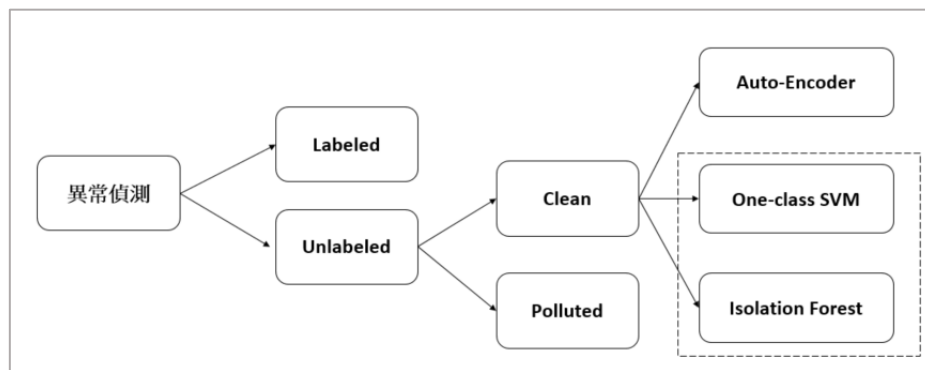 異常偵測
Labeled
Unlabeled
Clean
Polluted
Auto-Encoder
One-class SVM
Isolation Forest